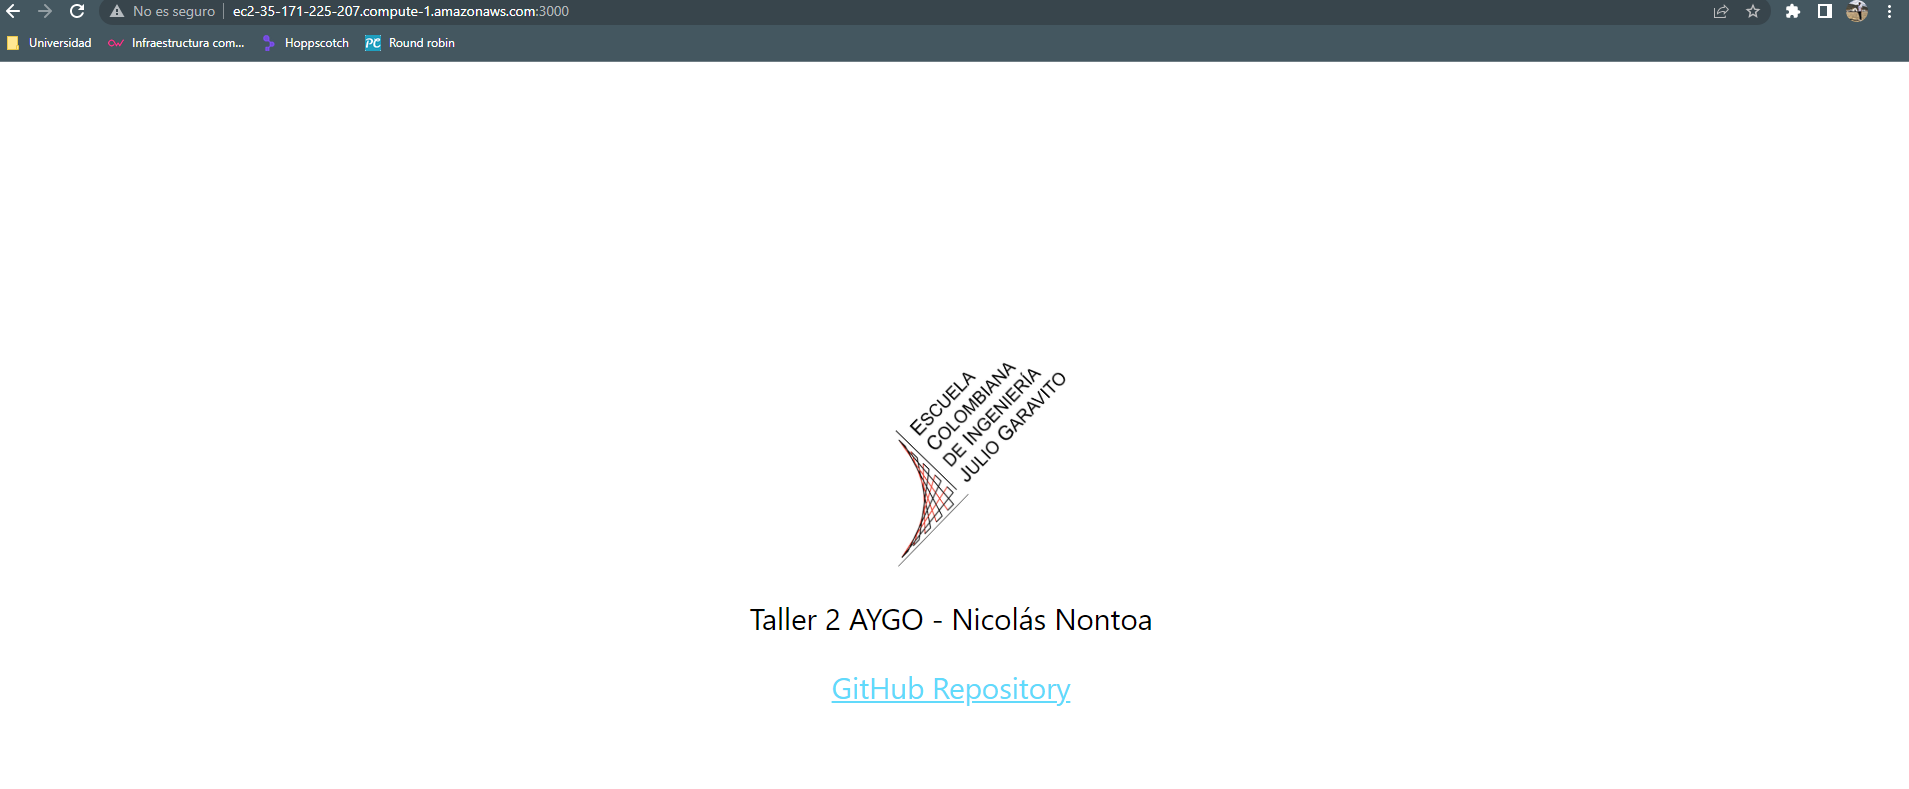 No es seguro ec2-35-171-225-207.compute-1.amazonaws.com:3000
Universidad Infraestructura com... Hoppscotch PC Round robin
ESCUELA
COLOMBIANA
DE INGENIERÍA
JULIO GARAVITO
Taller 2 AYGO - Nicolás Nontoa
GitHub Repository